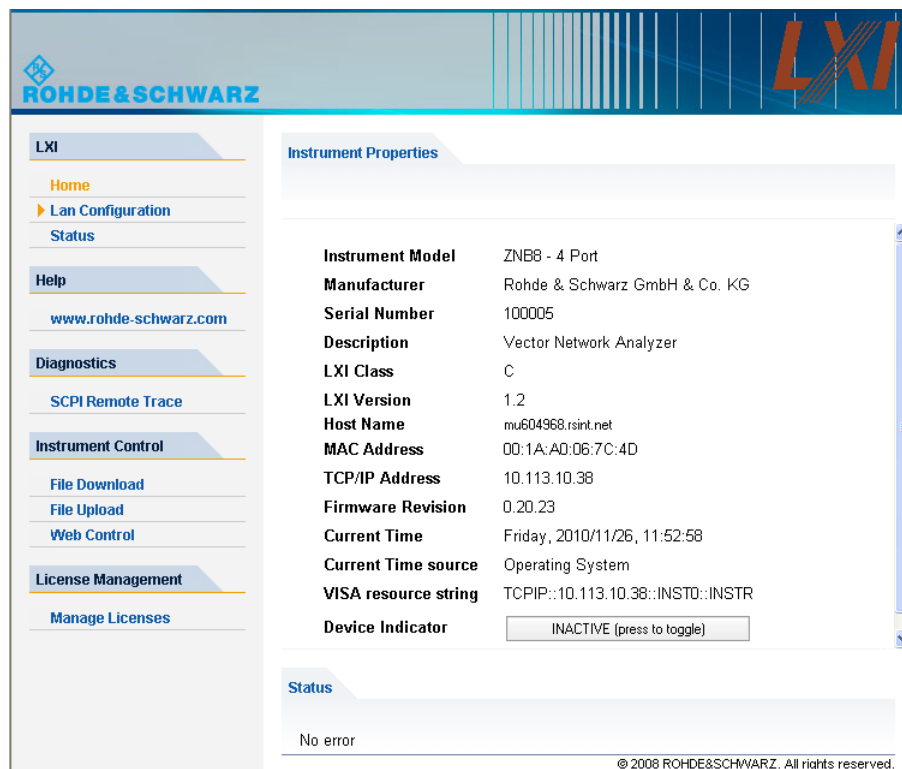 ROHDE&SCHWARZ
LXI
LXI
Home
Lan Configuration
Status
Help
www.rohde-schwarz.com
Diagnostics
SCPI Remote Trace
Instrument Control
File Download
File Upload
Web Control
License Management
Manage Licenses
Instrument Properties
Instrument Model ZNB8 - 4 Port
Manufacturer Rohde & Schwarz GmbH & Co. KG
Serial Number 100005
Description Vector Network Analyzer
LXI Class C
LXI Version 1.2
Host Name mu604968.rsint.net
MAC Address 00:1A:A0:06:7C:4D
TCP/IP Address 10.113.10.38
Firmware Revision 0.20.23
Current Time Friday, 2010/11/26, 11:52:58
Current Time source Operating System
VISA resource string TCPIP::10.113.10.38::INST0::INSTR
Device Indicator INACTIVE (press to toggle)
Status
No error
© 2008 ROHDE&SCHWARZ. All rights reserved.